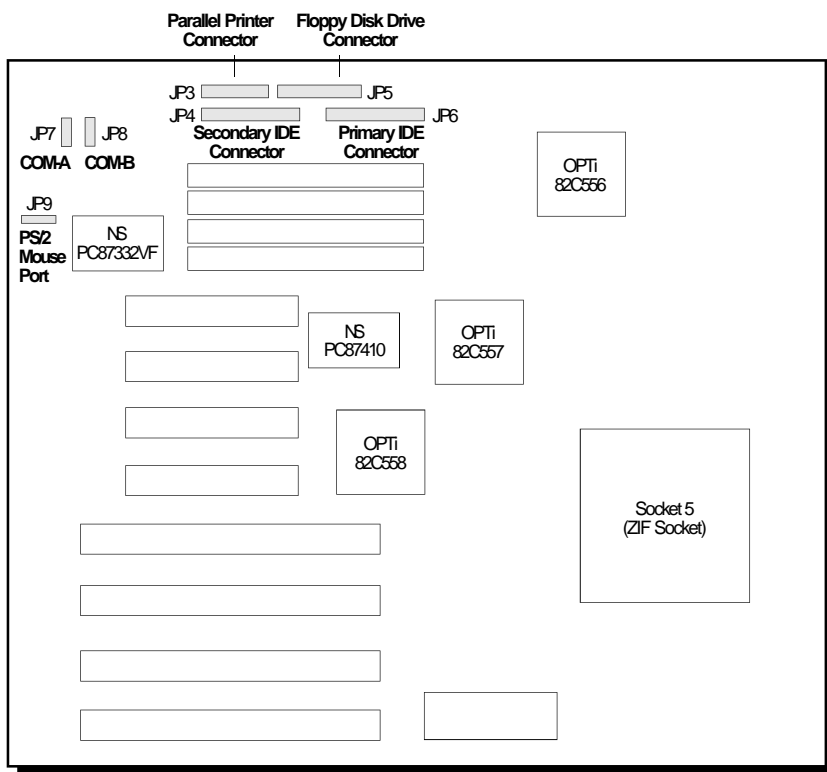 Parallel Printer
Connector
Floppy Disk Drive
Connector
JP3
JP5
JP4
JP6
Secondary IDE
Connector
Primary IDE
Connector
JP7
JP8
COM-A
COM-B
JP9
PS/2
Mouse
Port
NS
PC87332VF
OPTi
82C556
NS
PC87410
OPTi
82C557
OPTi
82C558
Socket 5
(ZIF Socket)